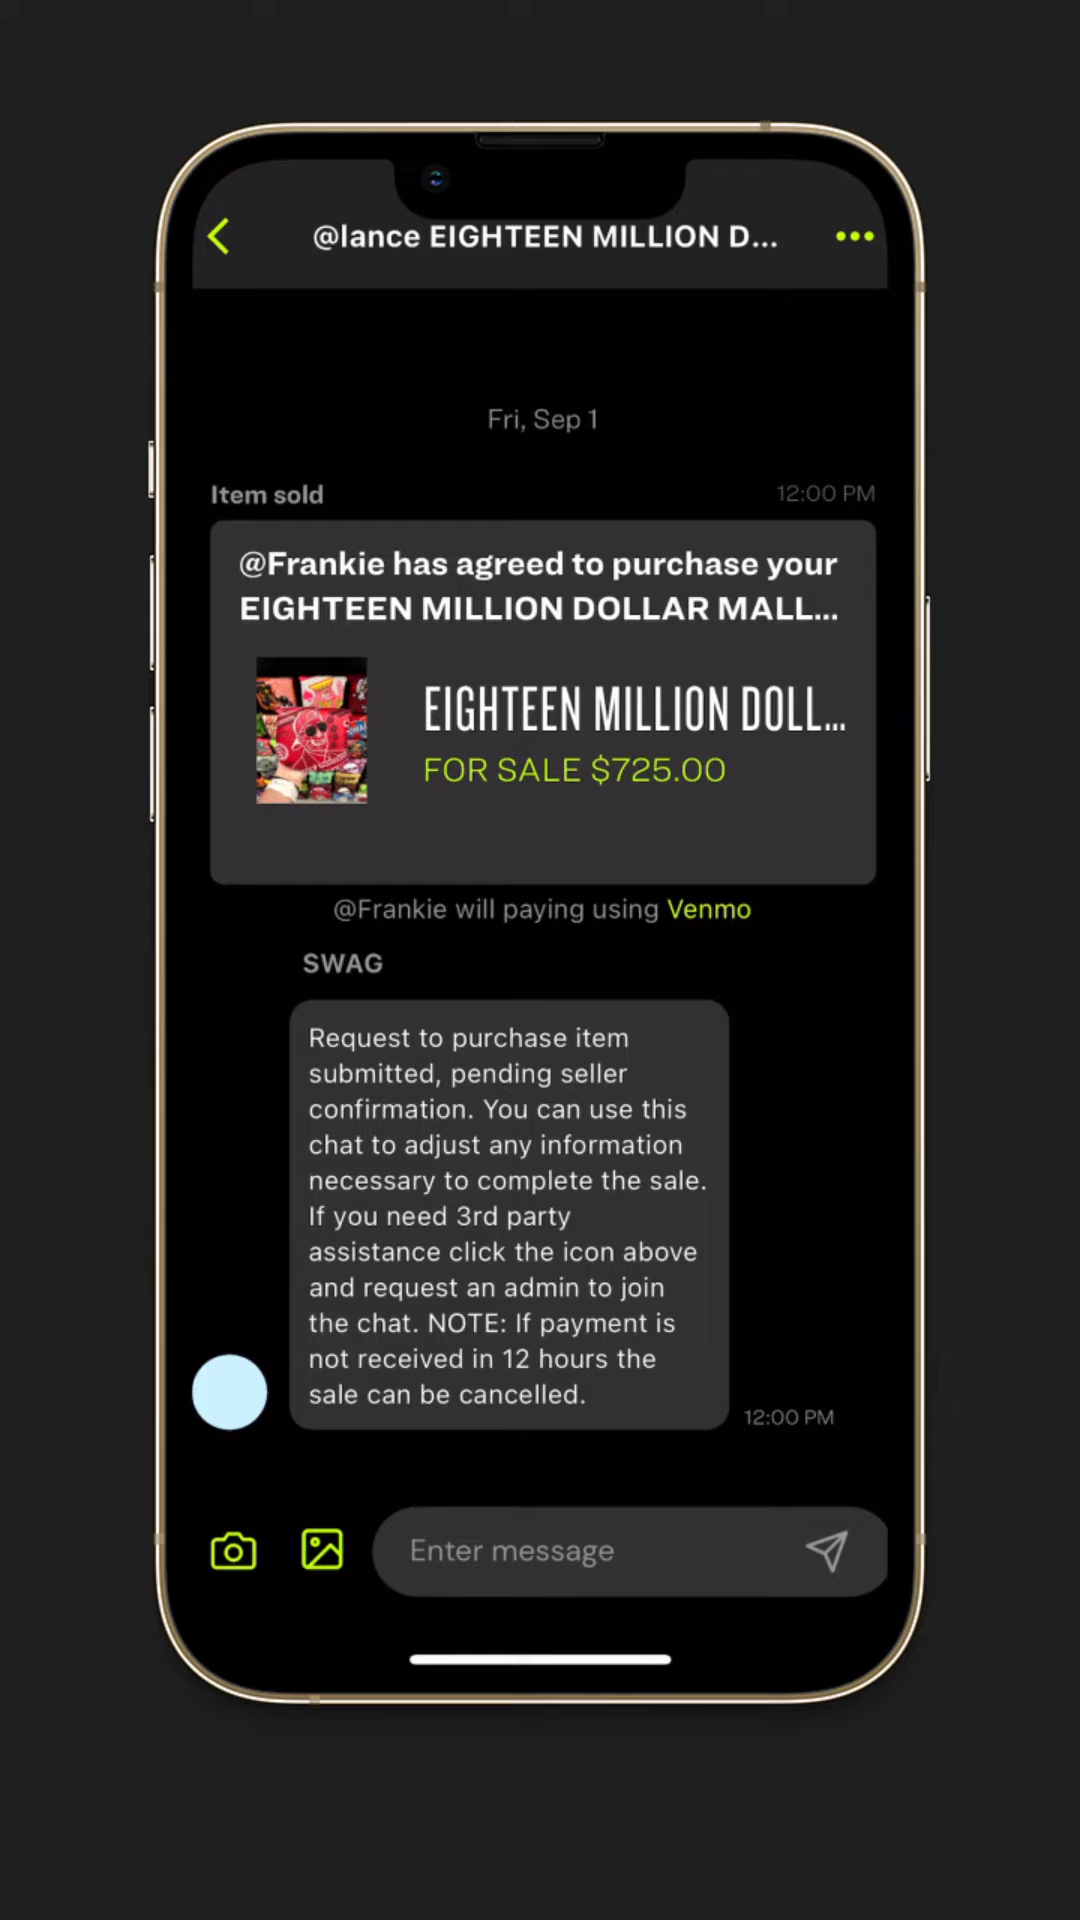 @lance EIGHTEEN MILLION D...
Fri, Sep 1
Item sold
12:00 PM
@Frankie has agreed to purchase your
EIGHTEEN MILLION DOLLAR MALL...
EIGHTEEN MILLION DOLL...
FOR SALE $725.00
@Frankie will paying using Venmo
SWAG
Request to purchase item
submitted, pending seller
confirmation. You can use this
chat to adjust any information
necessary to complete the sale.
If you need 3rd party
assistance click the icon above
and request an admin to join
the chat. NOTE: If payment is
not received in 12 hours the
sale can be cancelled.
12:00 PM
Enter message